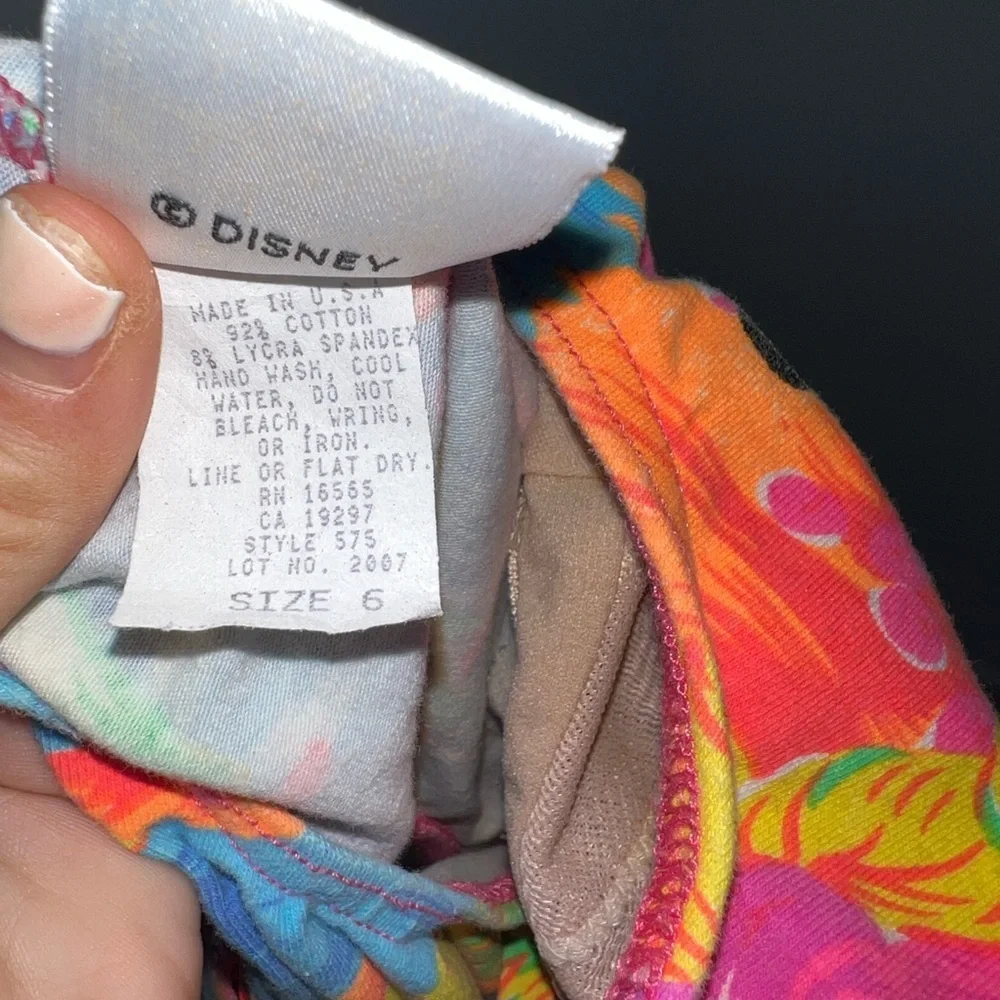 © DISNEY
MADE IN U.S.A
92% COTTON
8% LYCRA SPANDEX
HAND WASH, COOL
WATER, DO NOT
BLEACH, WRING,
OR IRON.
LINE OR FLAT DRY.
RN 16565
CA 19297
STYLE 575
LOT NO. 2007
SIZE 6